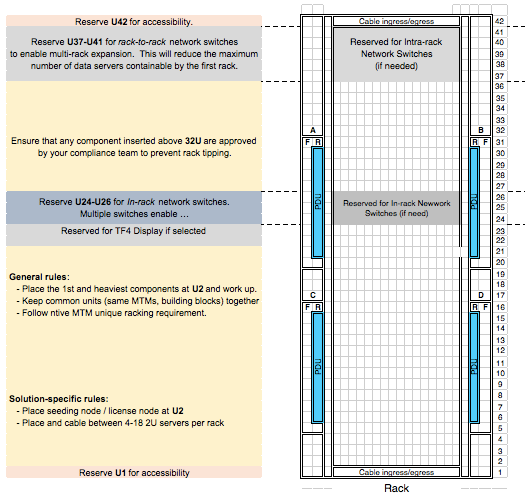 Reserve U42 for accessibility.
Reserve U37-U41 for rack-to-rack network switches
to enable multi-rack expansion. This will reduce the maximum
number of data servers containable by the first rack.
Ensure that any component inserted above 32U are approved
by your compliance team to prevent rack tipping.
Reserve U24-U26 for In-rack network switches.
Multiple switches enable ...
Reserved for TF4 Display if selected
General rules:
- Place the 1st and heaviest components at U2 and work up.
- Keep common units (same MTMs, building blocks) together
- Follow ntive MTM unique racking requirement.
Solution-specific rules:
- Place seeding node / license node at U2
- Place and cable between 4-18 2U servers per rack
Reserve U1 for accessibility
Cable ingress/egress
Reserved for Intra-rack
Network Switches
(if needed)
A
F R
PDU
B
R F
PDU
Reserved for In-rack Newwork
Switches (if need)
C
F R
PDU
D
R F
PDU
Cable ingress/egress
Rack
42
41
40
39
38
37
36
35
34
33
32
31
30
29
28
27
26
25
24
23
22
21
20
19
18
17
16
15
14
13
12
11
10
9
8
7
6
5
4
3
2
1